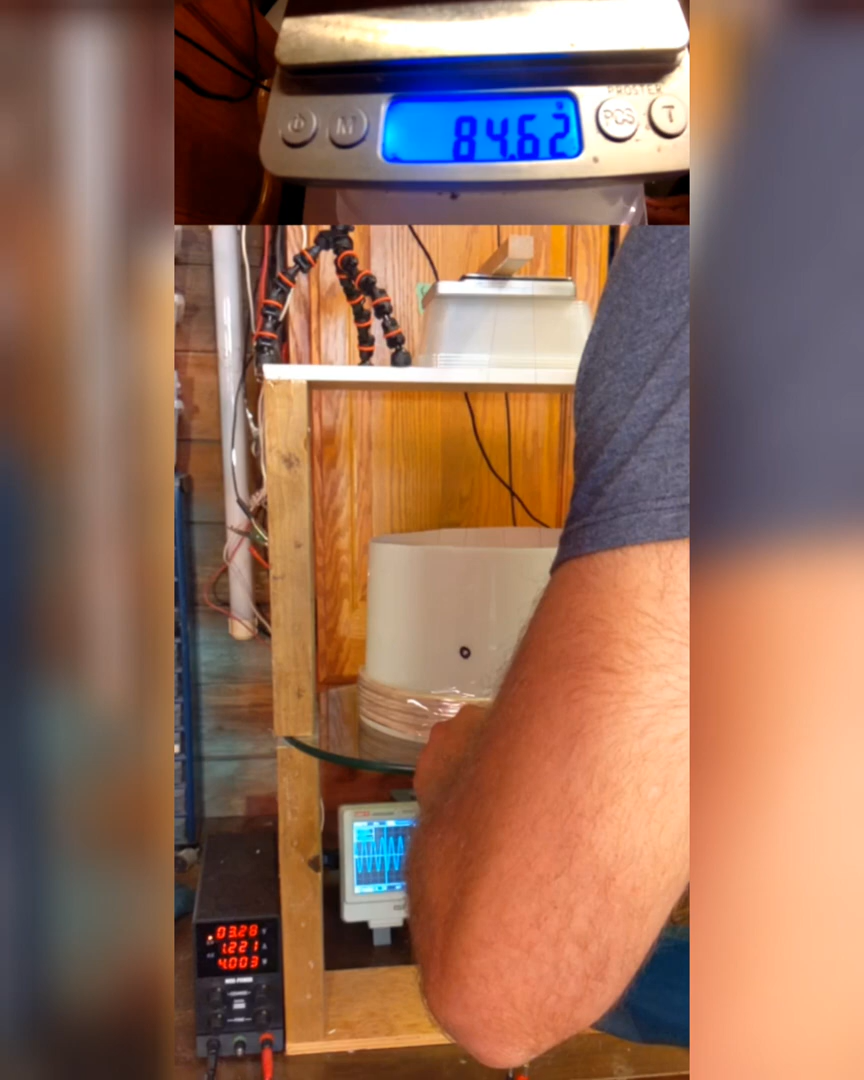 PROSTER
M
84.62
PCS
T
03.28 V
1.221 A
4.003 W